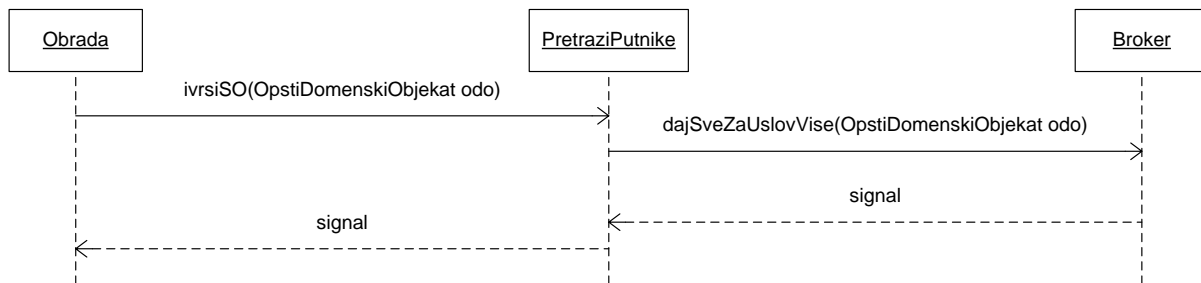 Obrada
PretraziPutnike
Broker
ivrsiSO(OpstiDomenskiObjekat odo)
dajSveZaUslovVise(OpstiDomenskiObjekat odo)
signal
signal